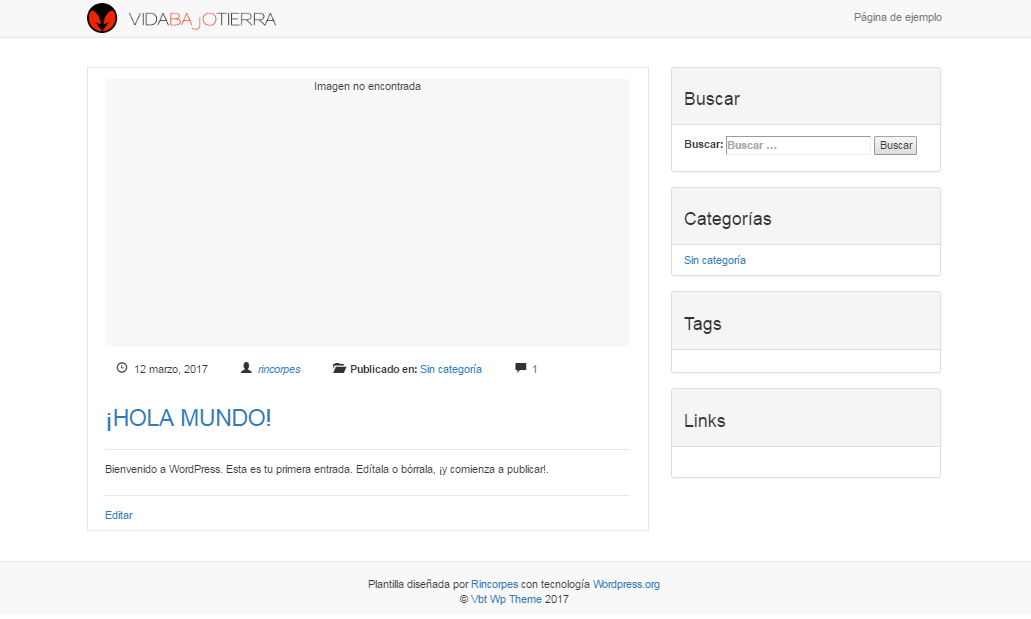 VIDABAJOTIERRA
Página de ejemplo
Imagen no encontrada
12 marzo, 2017 rincorpes Publicado en: Sin categoría 1
¡HOLA MUNDO!
Bienvenido a WordPress. Esta es tu primera entrada. Edítala o bórrala, ¡y comienza a publicar!.
Editar
Buscar
Buscar: Buscar ... Buscar
Categorías
Sin categoría
Tags
Links
Plantilla diseñada por Rincorpes con tecnología Wordpress.org
© Vbt Wp Theme 2017